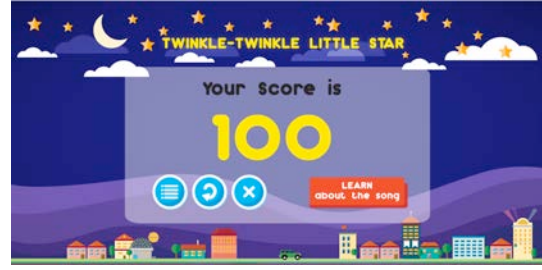 TWINKLE-TWINKLE LITTLE STAR
Your Score is
100
LEARN
about the song